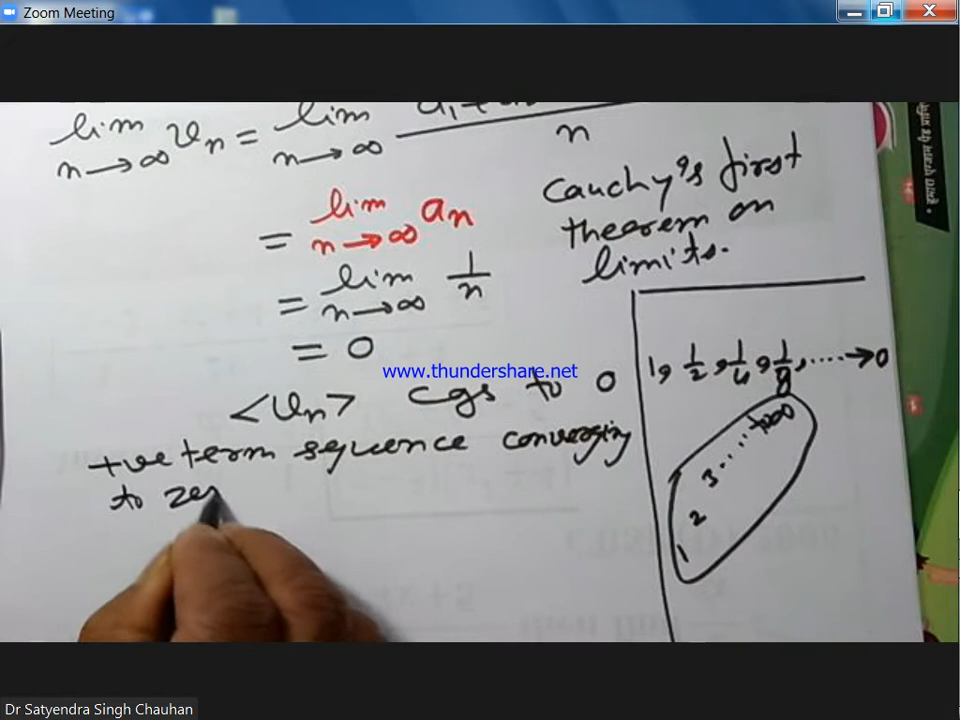 Zoom Meeting
lim vn = lim
n→∞ n→∞ n
= lim an
n→∞
Cauchy's first
theorem on
limits.
= lim 1/n
n→∞
= 0
<vn> cgs to 0
+ve term sequence converging
to zer
1, 1/2, 1/4, 1/8, ....→0
1 2 3....
www.thundershare.net
Dr Satyendra Singh Chauhan